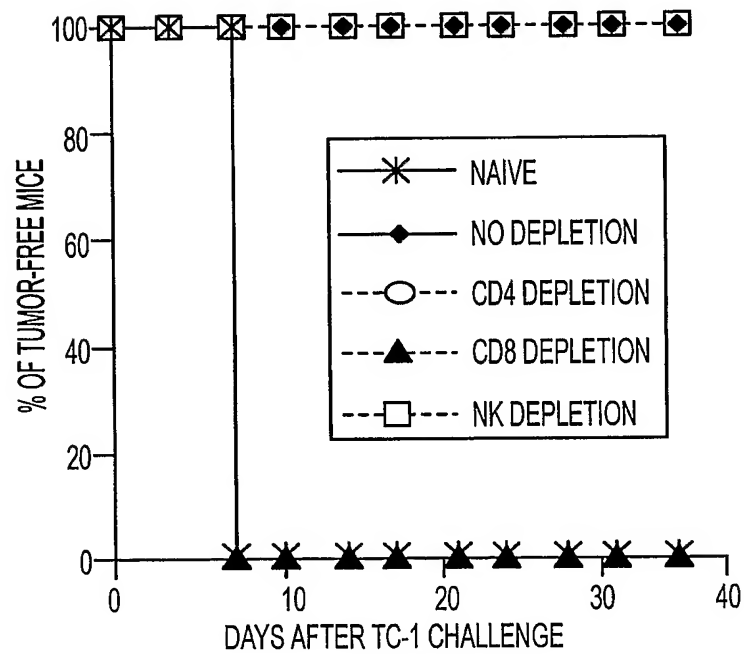 % OF TUMOR-FREE MICE
100
80
60
40
20
0
NAIVE
NO DEPLETION
CD4 DEPLETION
CD8 DEPLETION
NK DEPLETION
0 10 20 30 40
DAYS AFTER TC-1 CHALLENGE